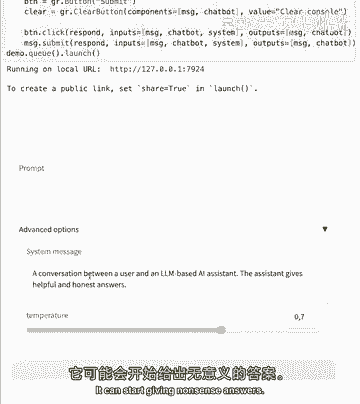 btn = gr.Button("Submit")
clear = gr.ClearButton(components=[msg, chatbot], value="Clear console")
btn.click(respond, inputs=[msg, chatbot, system], outputs=[msg, chatbot])
msg.submit(respond, inputs=[msg, chatbot, system], outputs=[msg, chatbot])
demo.queue().launch()
Running on local URL: http://127.0.0.1:7924
To create a public link, set `share=True` in `launch()`.
Prompt
Advanced options ▼
System message
A conversation between a user and an LLM-based AI assistant. The assistant gives
helpful and honest answers.
temperature 0,7
它可能会开始给出无意义的答案。
It can start giving nonsense answers.